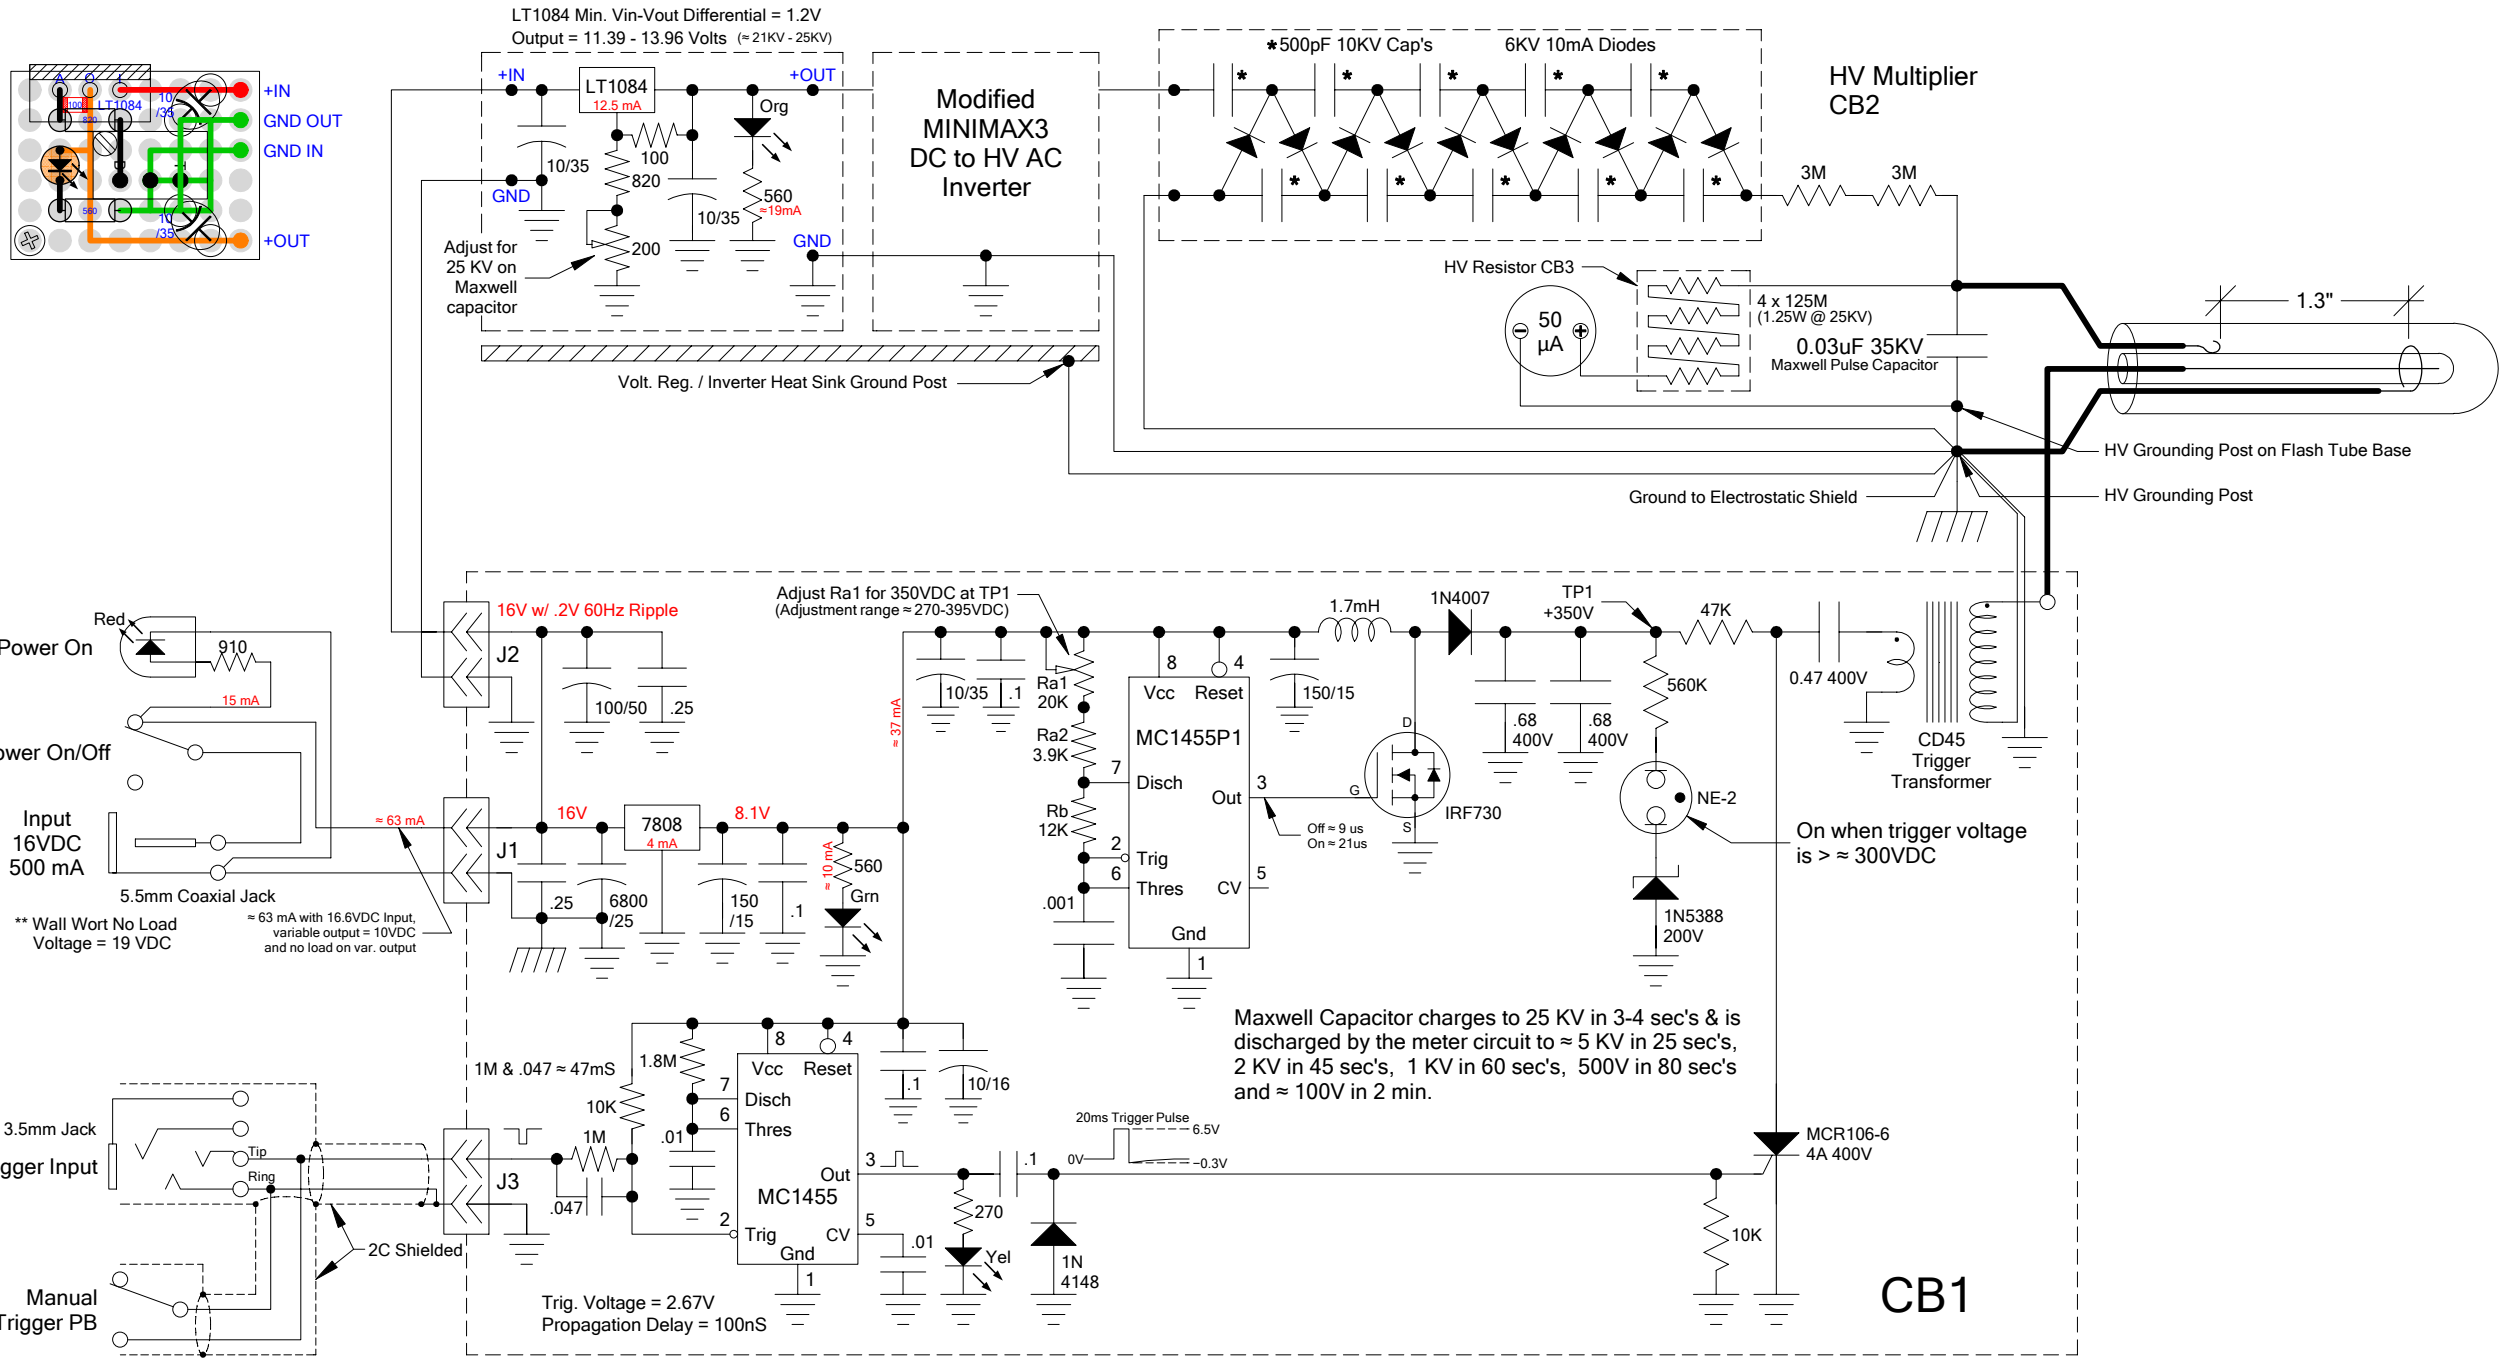 LT1084 Min. Vin-Vout Differential = 1.2V
Output = 11.39 - 13.96 Volts (≈ 21KV - 25KV)
A O I
100
LT1084
820
10
/35
560
10
/35
+IN
GND OUT
GND IN
+OUT
+IN
LT1084
12.5 mA
+OUT
Org
10/35
100
820
GND
10/35
560
≈19mA
200
GND
Adjust for
25 KV on
Maxwell
capacitor
Modified
MINIMAX3
DC to HV AC
Inverter
Volt. Reg. / Inverter Heat Sink Ground Post
*500pF 10KV Cap's
6KV 10mA Diodes
* * * * *
* * * * *
HV Multiplier
CB2
3M
3M
HV Resistor CB3
50
µA
4 x 125M
(1.25W @ 25KV)
0.03uF 35KV
Maxwell Pulse Capacitor
1.3"
HV Grounding Post on Flash Tube Base
Ground to Electrostatic Shield
HV Grounding Post
Red
Power On
910
15 mA
ower On/Off
Input
16VDC
500 mA
5.5mm Coaxial Jack
** Wall Wort No Load
Voltage = 19 VDC
≈ 63 mA
≈ 63 mA with 16.6VDC Input,
variable output = 10VDC
and no load on var. output
16V w/ .2V 60Hz Ripple
J2
100/50
.25
16V
7808
4 mA
8.1V
J1
.25
6800
/25
150
/15
.1
≈ 10 mA
560
Grn
≈ 37 mA
Adjust Ra1 for 350VDC at TP1
(Adjustment range ≈ 270-395VDC)
10/35
.1
Ra1
20K
Ra2
3.9K
Rb
12K
.001
8
4
Vcc Reset
MC1455P1
7
Disch
Out
3
2
Trig
6
Thres
CV
5
Gnd
1
Off ≈ 9 us
On ≈ 21us
150/15
1.7mH
1N4007
D
G
S
IRF730
.68
400V
.68
400V
TP1
+350V
47K
560K
NE-2
On when trigger voltage
is > ≈ 300VDC
1N5388
200V
0.47 400V
CD45
Trigger
Transformer
Maxwell Capacitor charges to 25 KV in 3-4 sec's & is
discharged by the meter circuit to ≈ 5 KV in 25 sec's,
2 KV in 45 sec's, 1 KV in 60 sec's, 500V in 80 sec's
and ≈ 100V in 2 min.
3.5mm Jack
igger Input
Tip
Ring
Manual
Trigger PB
2C Shielded
J3
1M & .047 ≈ 47mS
10K
1M
.047
1.8M
.01
8
4
Vcc Reset
7
Disch
6
Thres
Out
3
MC1455
2
Trig
CV
5
Gnd
1
.1
10/16
.01
270
Yel
.1
1N
4148
20ms Trigger Pulse
6.5V
0V
−0.3V
MCR106-6
4A 400V
10K
Trig. Voltage = 2.67V
Propagation Delay = 100nS
CB1